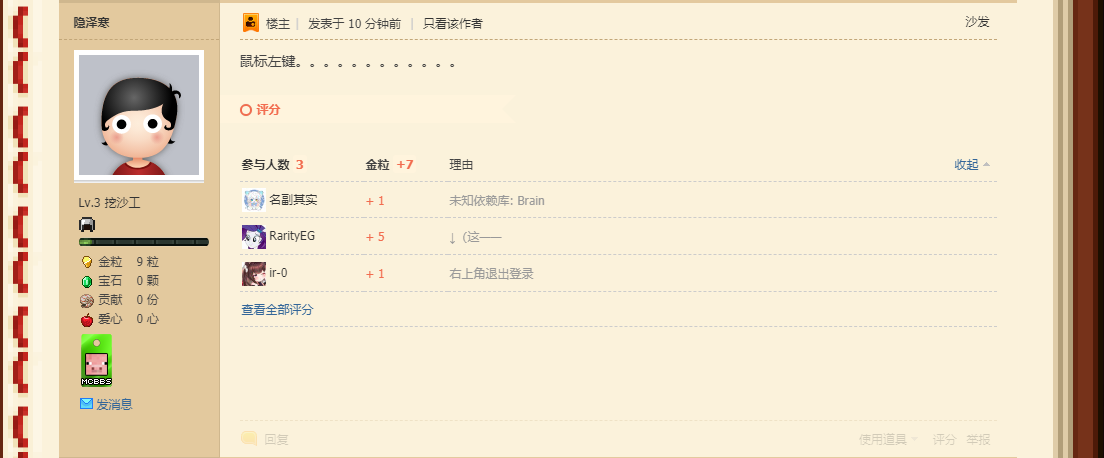 隐泽寒
楼主 | 发表于 10 分钟前 | 只看该作者
沙发
鼠标左键。。。。。。。。。。。。
评分
参与人数 3 金粒 +7 理由 收起
名副其实 + 1 未知依赖库: Brain
RarityEG + 5 ↓（这——
ir-0 + 1 右上角退出登录
查看全部评分
Lv.3 挖沙工
金粒 9 粒
宝石 0 颗
贡献 0 份
爱心 0 心
MCBBS
发消息
回复 使用道具 评分 举报